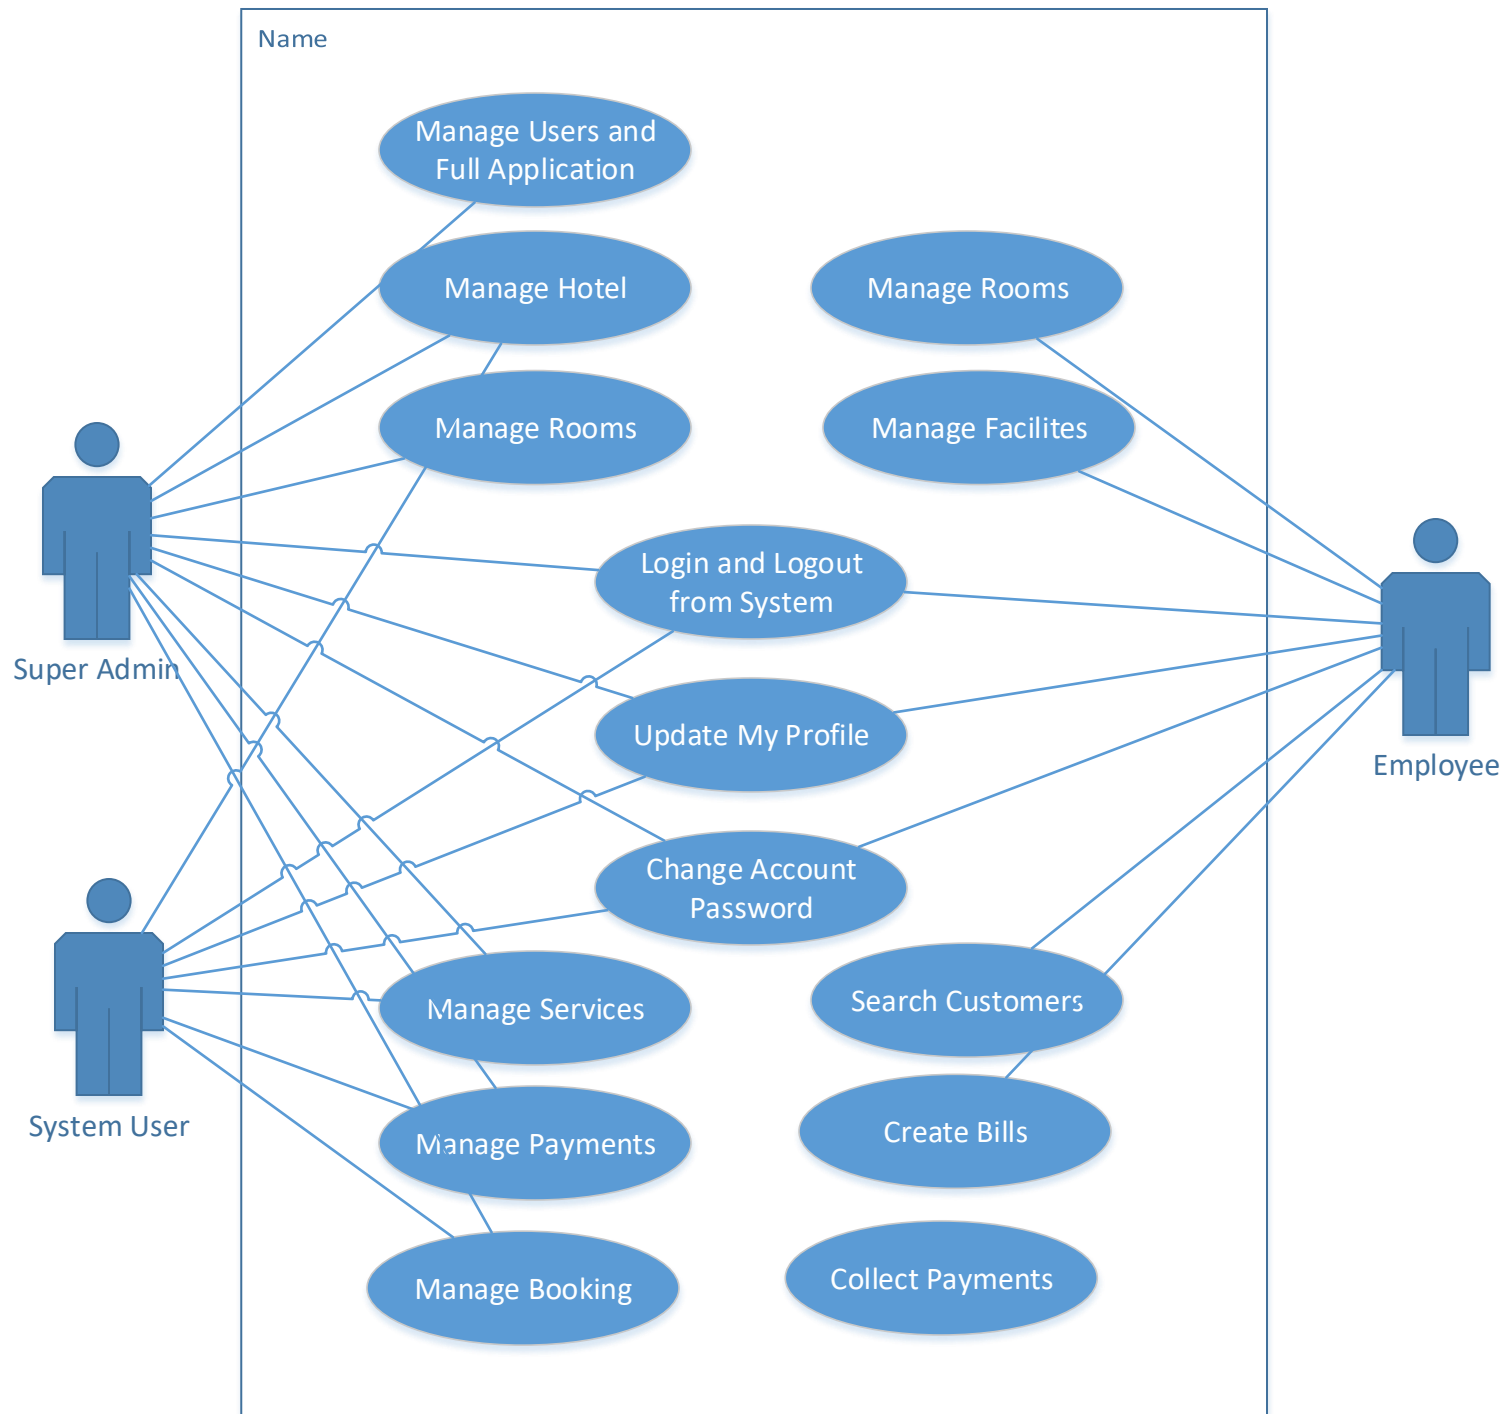 Name
Manage Users and
Full Application
Manage Hotel
Manage Rooms
Manage Rooms
Manage Facilites
Login and Logout
from System
Super Admin
Update My Profile
Employee
Change Account
Password
Manage Services
Search Customers
System User
Manage Payments
Create Bills
Manage Booking
Collect Payments